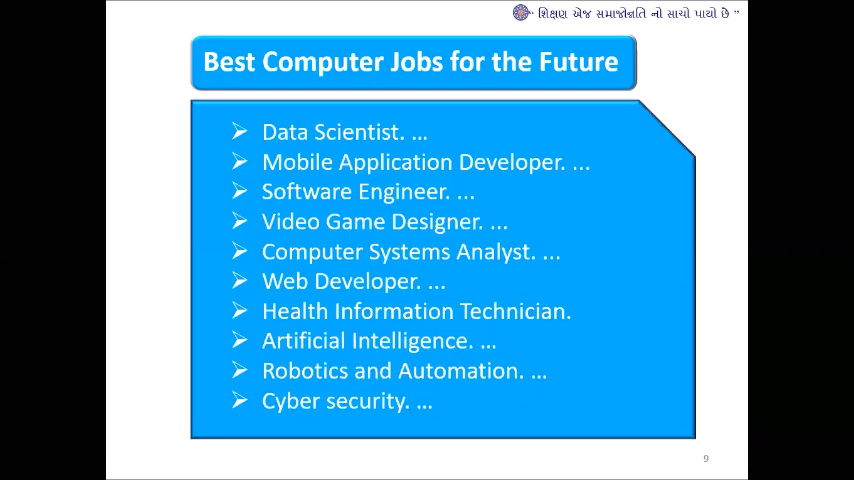 “ શિક્ષણ એજ સમાજોન્નતિ નો સાચો પાયો છે ”
Best Computer Jobs for the Future
Data Scientist. ...
Mobile Application Developer. ...
Software Engineer. ...
Video Game Designer. ...
Computer Systems Analyst. ...
Web Developer. ...
Health Information Technician.
Artificial Intelligence. ...
Robotics and Automation. ...
Cyber security. ...
9